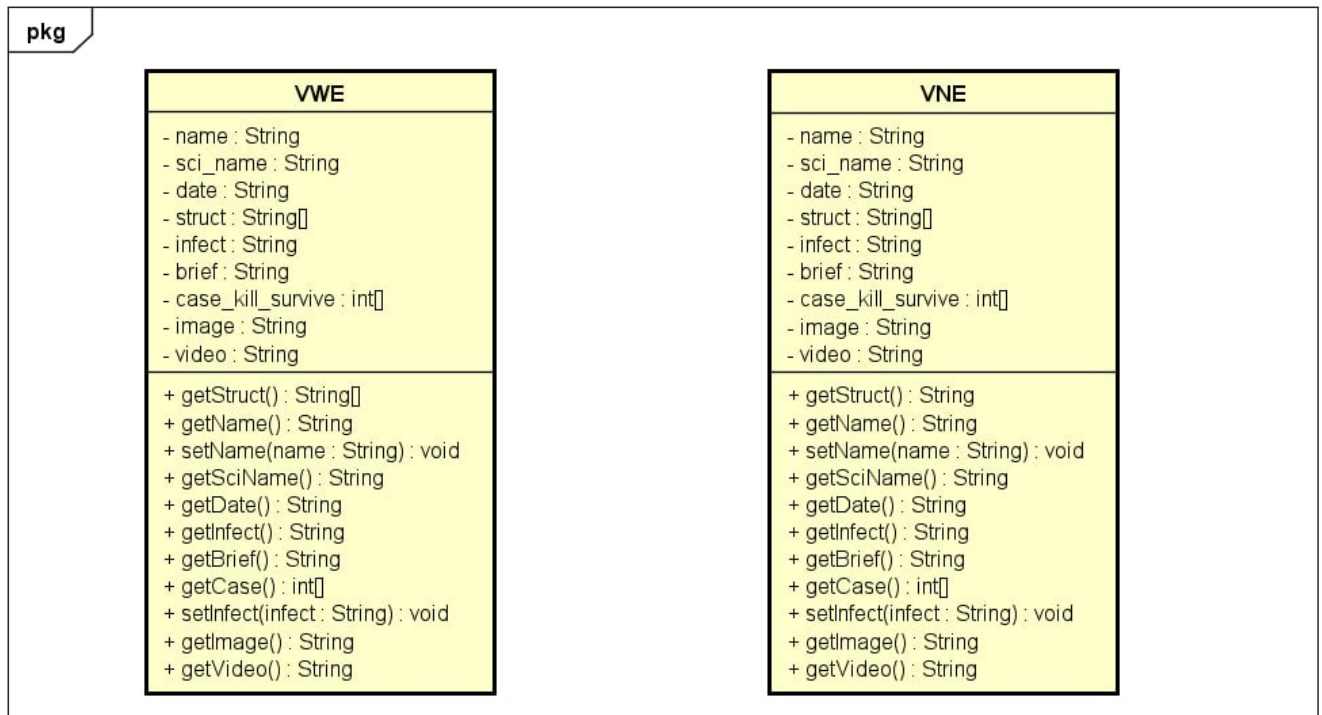 pkg
VWE
- name : String
- sci_name : String
- date : String
- struct : String[]
- infect : String
- brief : String
- case_kill_survive : int[]
- image : String
- video : String
+ getStruct() : String[]
+ getName() : String
+ setName(name : String) : void
+ getSciName() : String
+ getDate() : String
+ getInfect() : String
+ getBrief() : String
+ getCase() : int[]
+ setInfect(infect : String) : void
+ getImage() : String
+ getVideo() : String
VNE
- name : String
- sci_name : String
- date : String
- struct : String[]
- infect : String
- brief : String
- case_kill_survive : int[]
- image : String
- video : String
+ getStruct() : String
+ getName() : String
+ setName(name : String) : void
+ getSciName() : String
+ getDate() : String
+ getInfect() : String
+ getBrief() : String
+ getCase() : int[]
+ setInfect(infect : String) : void
+ getImage() : String
+ getVideo() : String